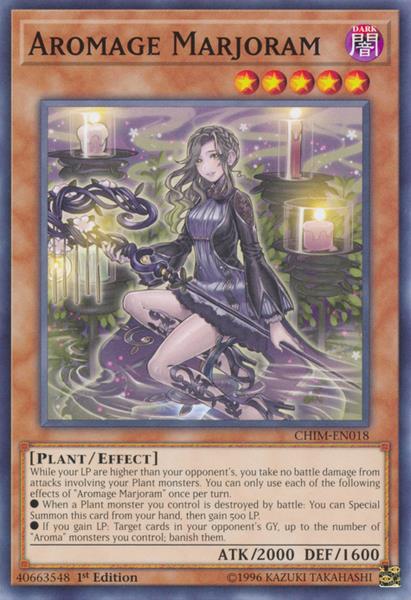 AROMAGE MARJORAM
DARK
闇
CHIM-EN018
[PLANT/EFFECT]
While your LP are higher than your opponent's, you take no battle damage from
attacks involving your Plant monsters. You can only use each of the following
effects of "Aromage Marjoram" once per turn.
● When a Plant monster you control is destroyed by battle: You can Special
Summon this card from your hand, then gain 500 LP.
● If you gain LP: Target cards in your opponent's GY, up to the number of
"Aroma" monsters you control; banish them.
ATK/2000 DEF/1600
40663548 1st Edition ©1996 KAZUKI TAKAHASHI